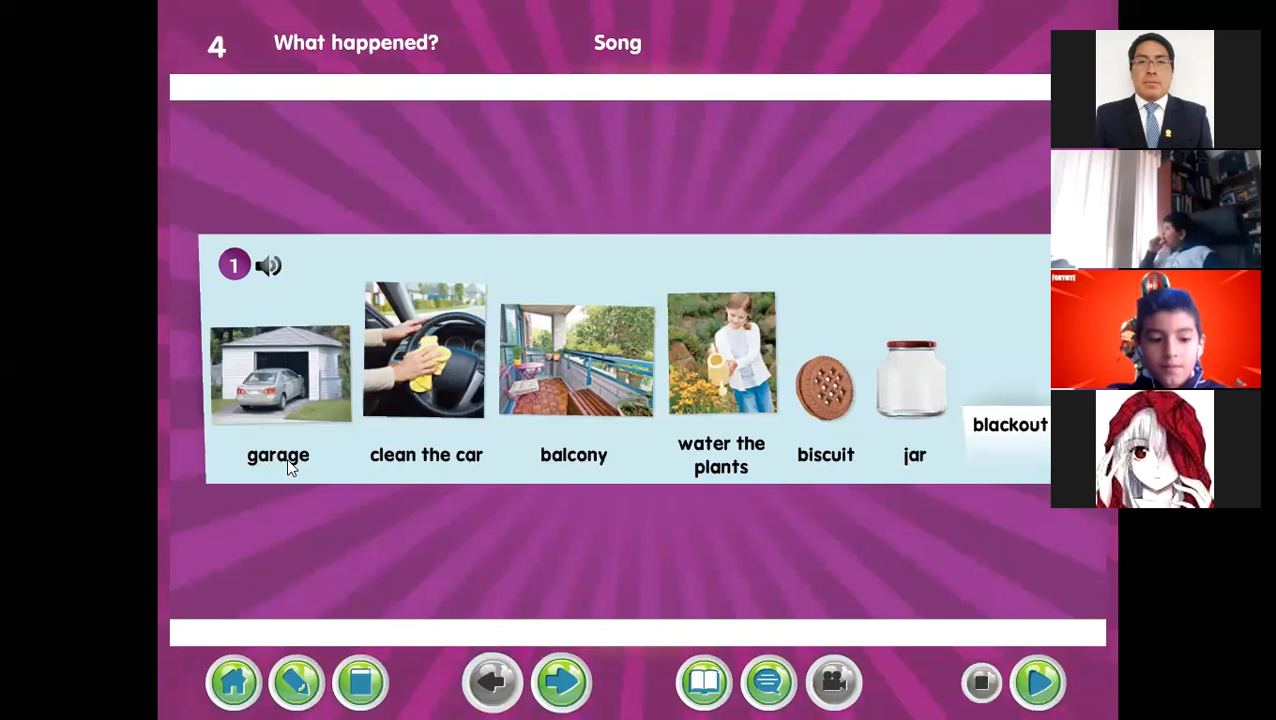 4 What happened? Song
FORTNITE
1
blackout
garage clean the car balcony water the plants biscuit jar